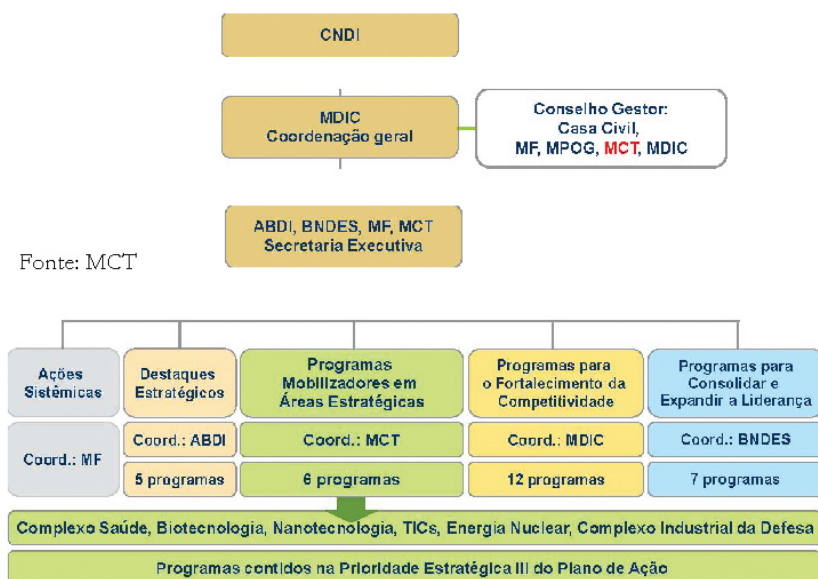 CNDI
MDIC
Coordenação geral
Conselho Gestor:
Casa Civil,
MF, MPOG, MCT, MDIC
ABDI, BNDES, MF, MCT
Secretaria Executiva
Fonte: MCT
Ações
Sistêmicas
Destaques
Estratégicos
Programas
Mobilizadores em
Áreas Estratégicas
Programas para
o Fortalecimento da
Competitividade
Programas para
Consolidar e
Expandir a Liderança
Coord.: MF
Coord.: ABDI
Coord.: MCT
Coord.: MDIC
Coord.: BNDES
5 programas
6 programas
12 programas
7 programas
Complexo Saúde, Biotecnologia, Nanotecnologia, TICs, Energia Nuclear, Complexo Industrial da Defesa
Programas contidos na Prioridade Estratégica III do Plano de Ação